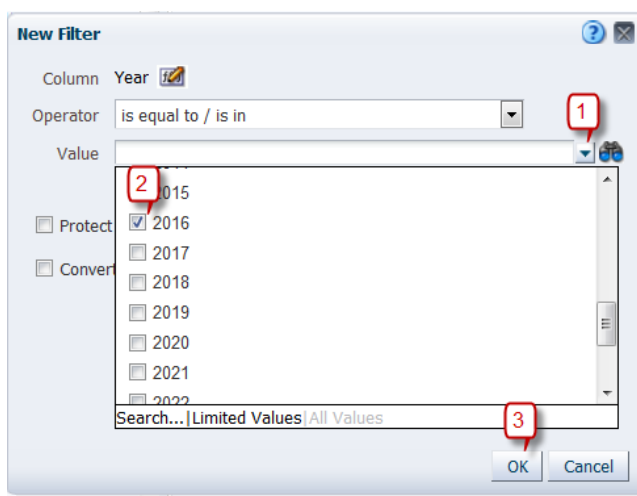 New Filter
Column Year
Operator is equal to / is in
1
Value
2
2015
2016
Protect
2017
Convert
2018
2019
2020
2021
2022
Search...|Limited Values|All Values
3
OK Cancel